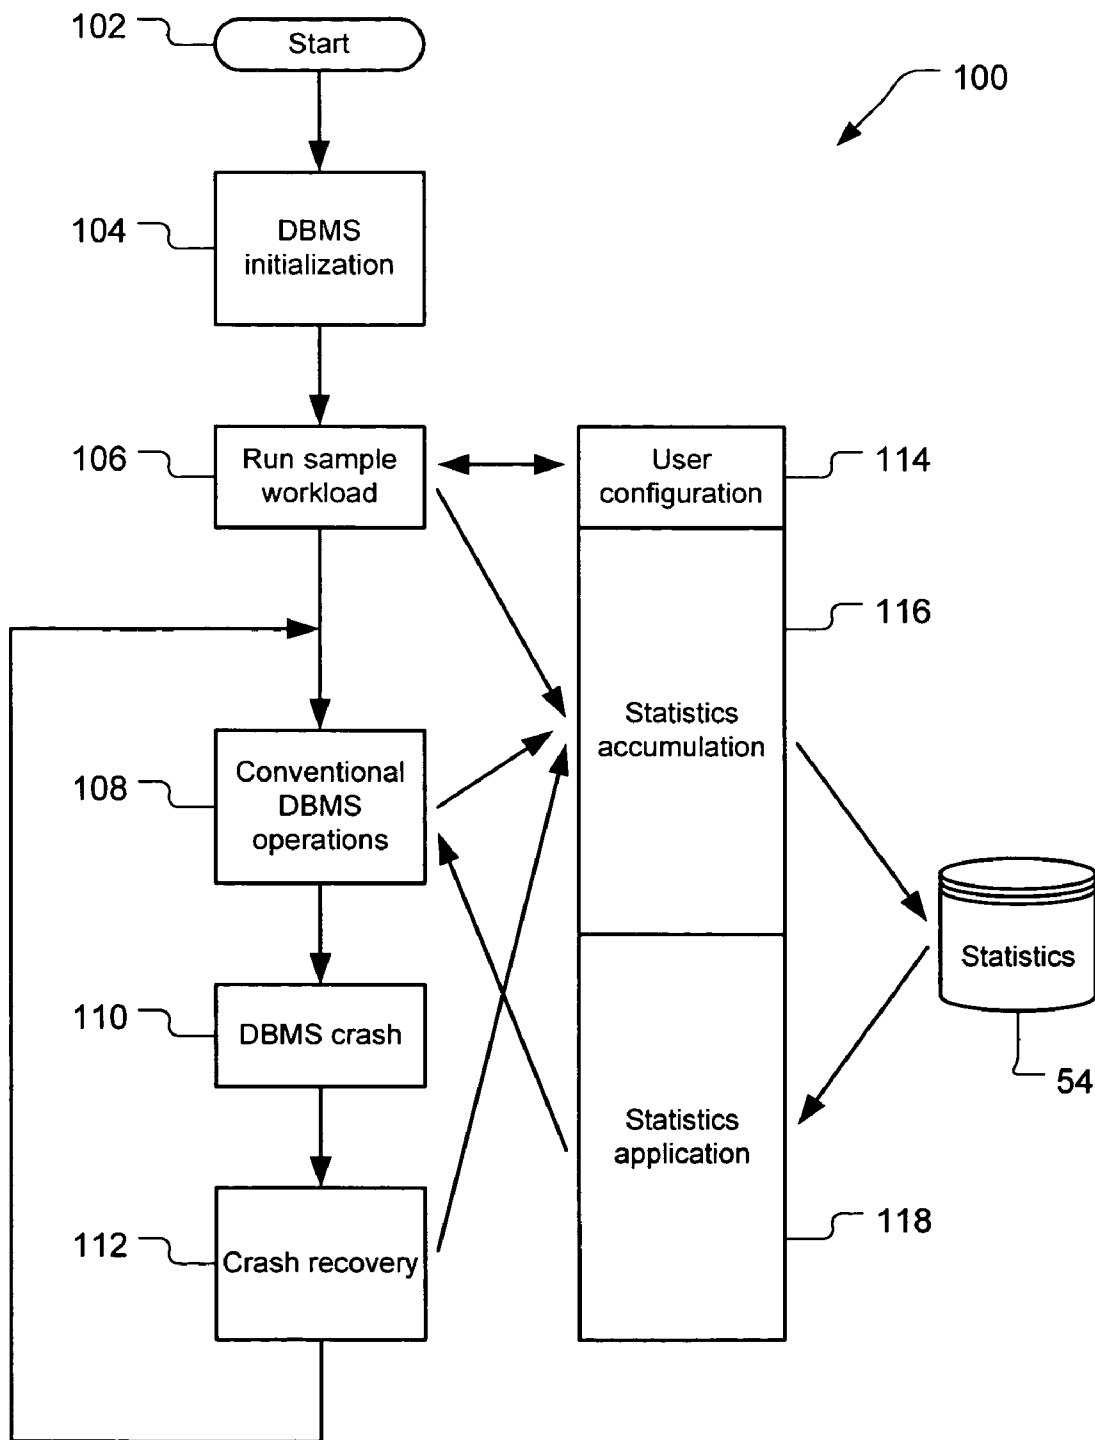 102
Start
100
104
DBMS
initialization
106
Run sample
workload
User
configuration
114
116
Statistics
accumulation
108
Conventional
DBMS
operations
Statistics
54
110
DBMS crash
Statistics
application
118
112
Crash recovery